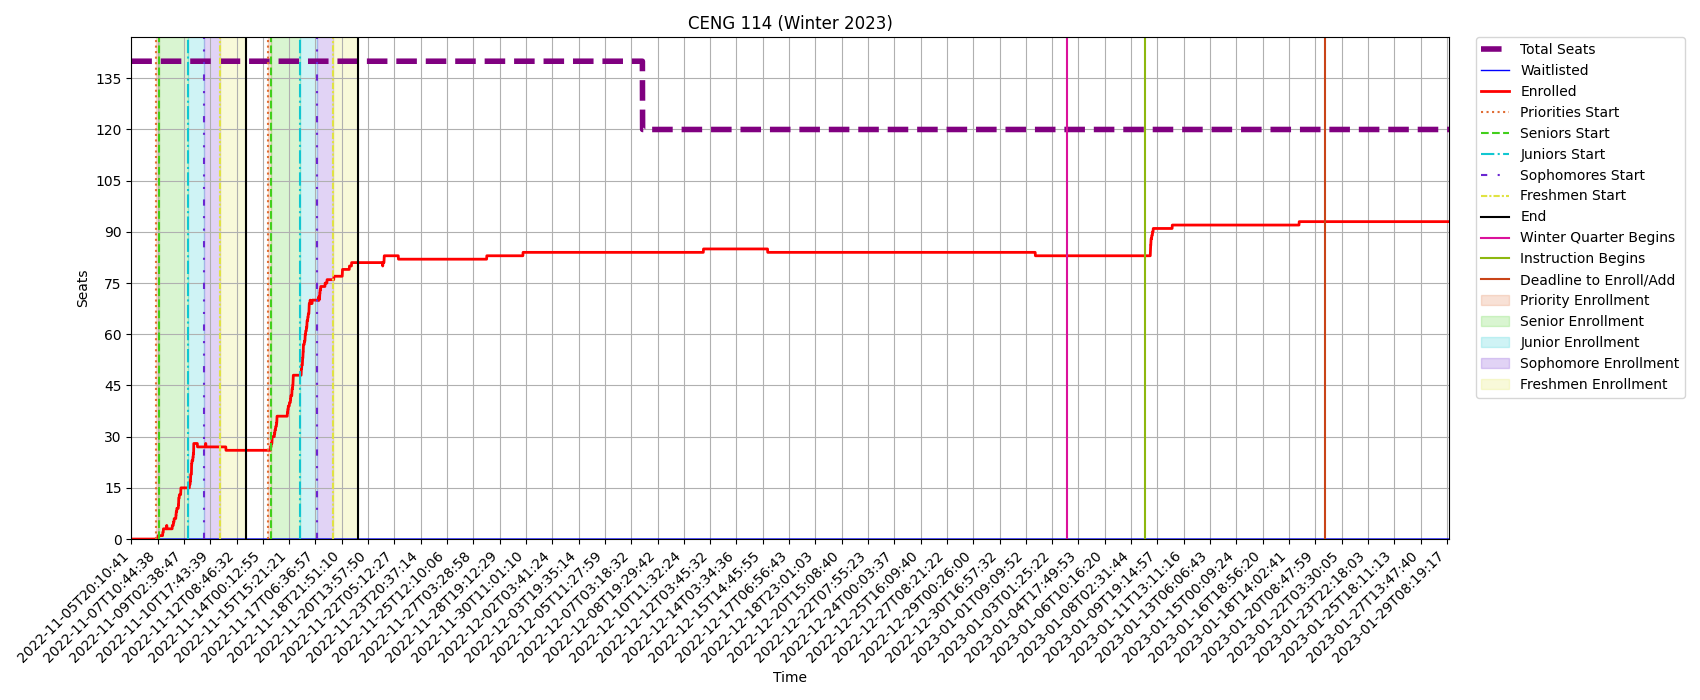 CENG 114 (Winter 2023)
Seats
135
120
105
90
75
60
45
30
15
0
2022-11-05T20:10:41
2022-11-07T10:44:38
2022-11-09T02:38:47
2022-11-10T17:43:39
2022-11-12T08:46:32
2022-11-14T00:12:55
2022-11-15T15:21:21
2022-11-17T06:36:57
2022-11-18T21:51:10
2022-11-20T13:57:50
2022-11-22T05:12:27
2022-11-23T20:37:14
2022-11-25T12:10:06
2022-11-27T03:28:58
2022-11-28T19:12:29
2022-11-30T11:01:10
2022-12-02T03:41:24
2022-12-03T19:35:14
2022-12-05T11:27:59
2022-12-07T03:18:32
2022-12-08T19:29:42
2022-12-10T11:32:24
2022-12-12T03:45:32
2022-12-14T03:34:36
2022-12-15T14:45:55
2022-12-17T06:56:43
2022-12-18T23:01:03
2022-12-20T15:08:40
2022-12-22T07:55:23
2022-12-24T00:03:37
2022-12-25T16:09:40
2022-12-27T08:21:22
2022-12-29T00:26:00
2022-12-30T16:57:32
2023-01-01T09:09:52
2023-01-03T01:25:22
2023-01-04T17:49:53
2023-01-06T10:16:20
2023-01-08T02:31:44
2023-01-09T19:14:57
2023-01-11T13:11:16
2023-01-13T06:06:43
2023-01-15T00:09:24
2023-01-16T18:56:20
2023-01-18T14:02:41
2023-01-20T08:47:59
2023-01-22T03:30:05
2023-01-23T22:18:03
2023-01-25T18:11:13
2023-01-27T13:47:40
2023-01-29T08:19:17
Time
Total Seats
Waitlisted
Enrolled
Priorities Start
Seniors Start
Juniors Start
Sophomores Start
Freshmen Start
End
Winter Quarter Begins
Instruction Begins
Deadline to Enroll/Add
Priority Enrollment
Senior Enrollment
Junior Enrollment
Sophomore Enrollment
Freshmen Enrollment